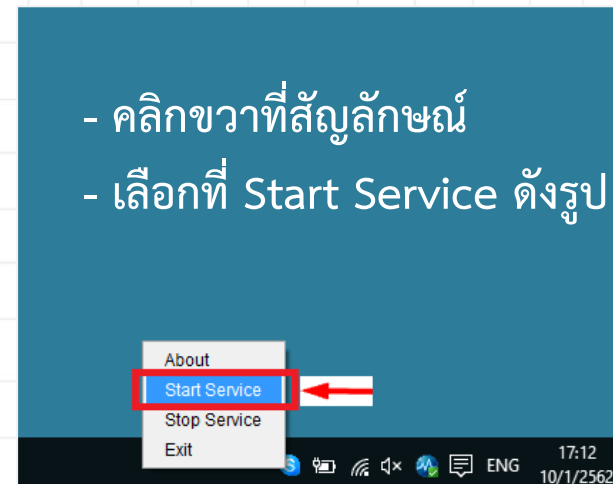 - คลิกขวาที่สัญลักษณ์
- เลือกที่ Start Service ดังรูป
About
Start Service
Stop Service
Exit
ENG
17:12
10/1/2562